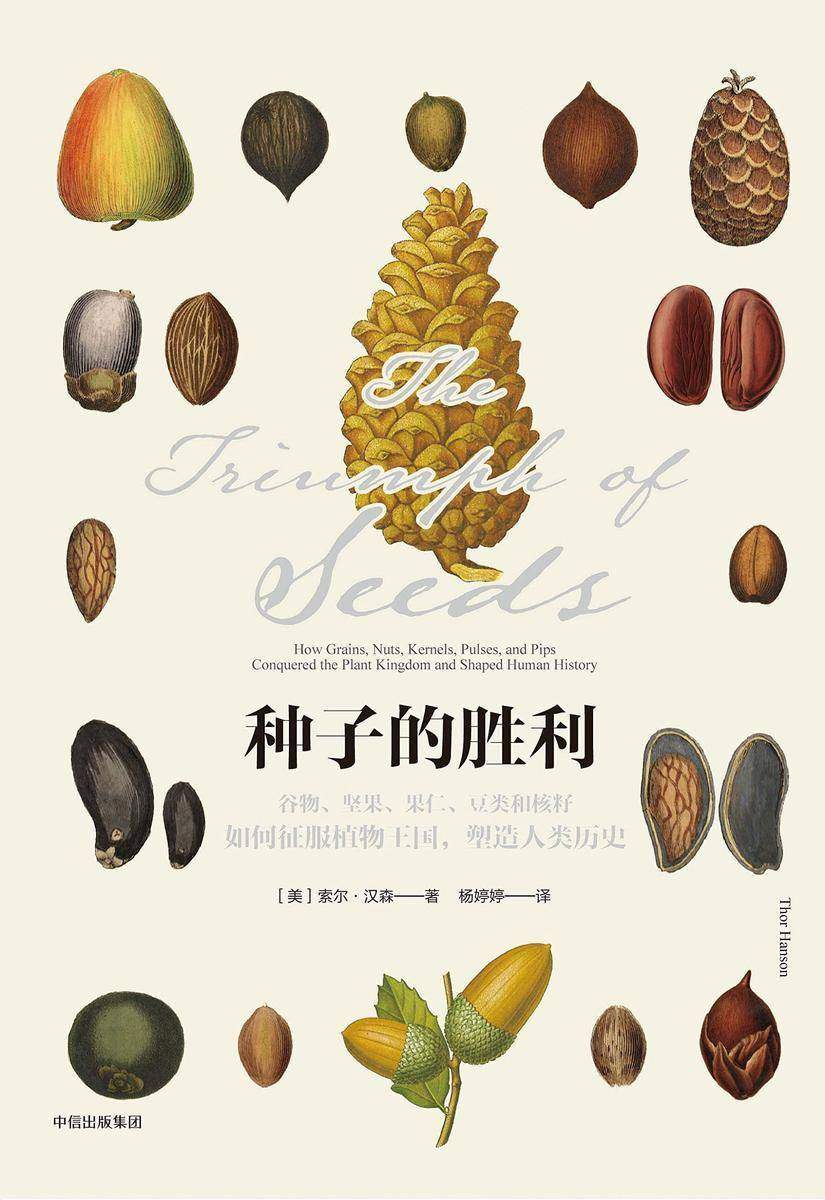 The
Triumph of
Seeds
How Grains, Nuts, Kernels, Pulses, and Pips
Conquered the Plant Kingdom and Shaped Human History
种子的胜利
谷物、坚果、果仁、豆类和核籽
如何征服植物王国，塑造人类历史
[ 美 ] 索尔 · 汉森——著 杨婷婷——译
Thor Hanson
中信出版集团